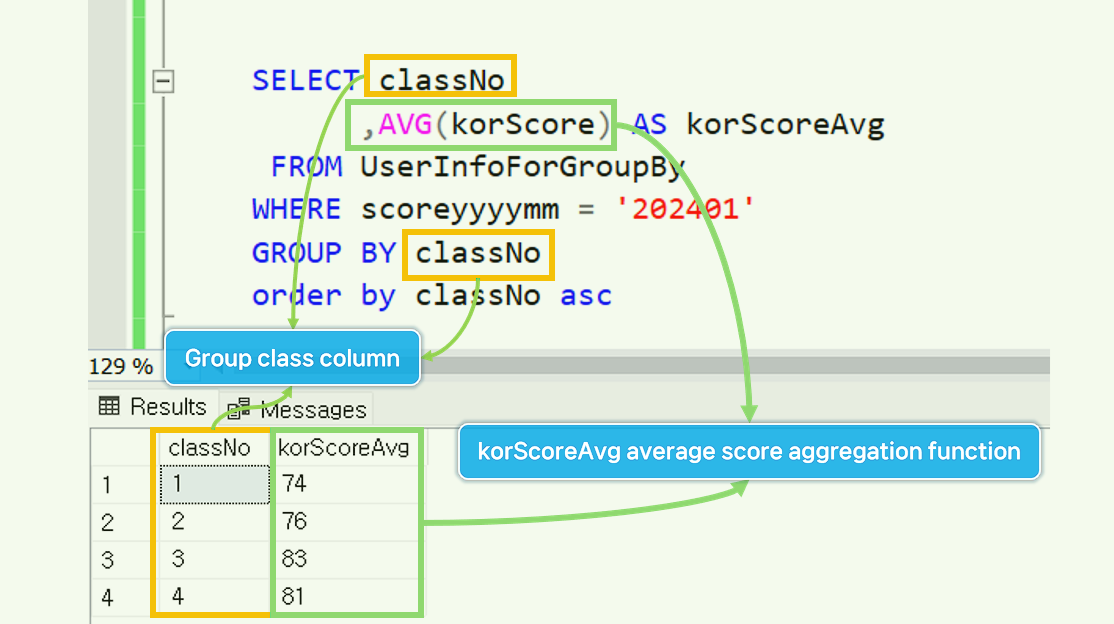 SELECT classNo
,AVG(korScore) AS korScoreAvg
FROM UserInfoForGroupBy
WHERE scoreyyyymm = '202401'
GROUP BY classNo
order by classNo asc
Group class column
129 %
Results Messages
classNo korScoreAvg
1 1 74
2 2 76
3 3 83
4 4 81
korScoreAvg average score aggregation function